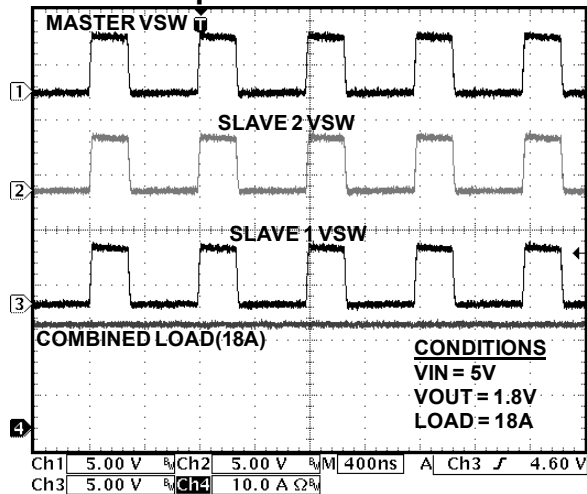 MASTER VSW T
1
SLAVE 2 VSW
2
SLAVE 1 VSW
3
COMBINED LOAD(18A)
CONDITIONS
VIN = 5V
VOUT = 1.8V
LOAD = 18A
4
Ch1 5.00 V BW Ch2 5.00 V BW M 400ns A Ch3 ƒ 4.60 V
Ch3 5.00 V BW Ch4 10.0 A Ω BW